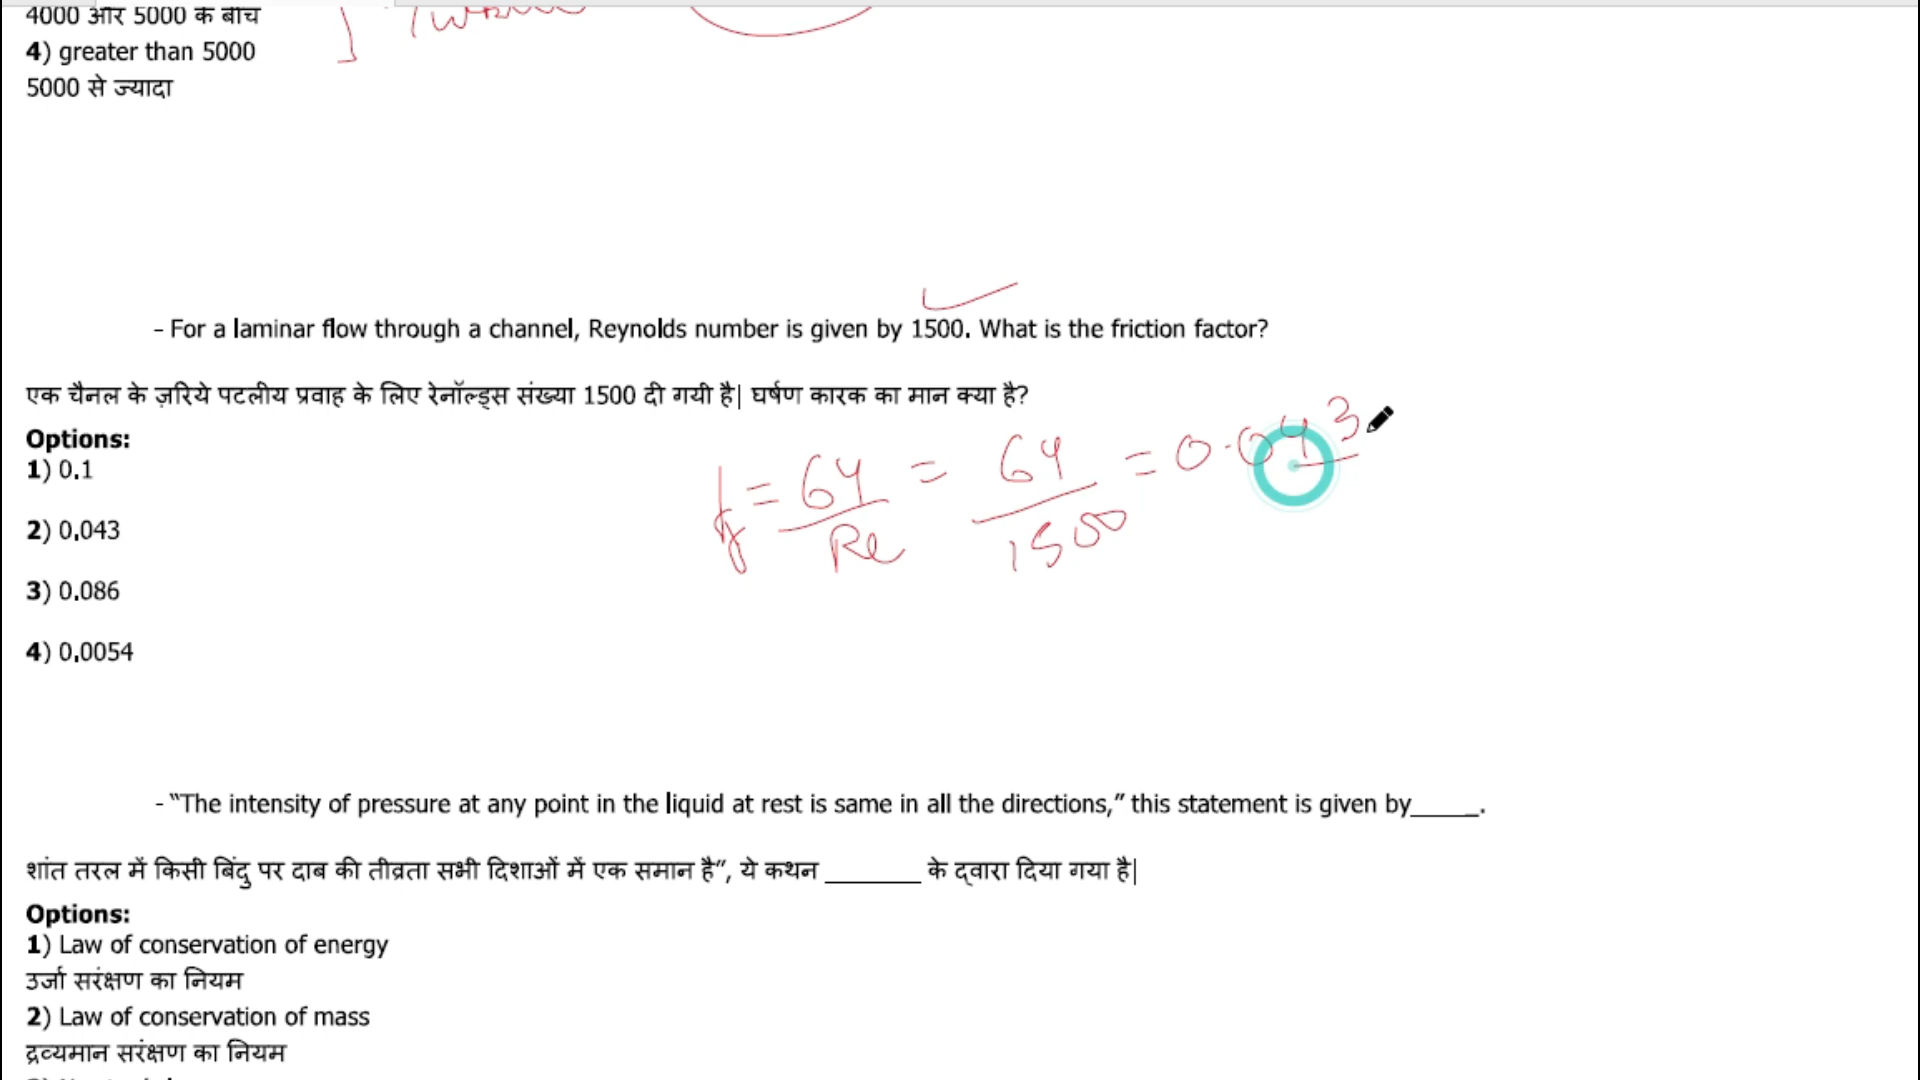 4000 और 5000 के बीच
4) greater than 5000
5000 से ज्यादा
- For a laminar flow through a channel, Reynolds number is given by 1500. What is the friction factor?
एक चैनल के ज़रिये पटलीय प्रवाह के लिए रेनॉल्ड्स संख्या 1500 दी गयी है| घर्षण कारक का मान क्या है?
Options:
1) 0.1
2) 0.043
3) 0.086
4) 0.0054
f = 64 / Re = 64 / 1500 = 0.043
- “The intensity of pressure at any point in the liquid at rest is same in all the directions,” this statement is given by_____.
शांत तरल में किसी बिंदु पर दाब की तीव्रता सभी दिशाओं में एक समान है”, ये कथन _______ के द्वारा दिया गया है|
Options:
1) Law of conservation of energy
उर्जा सरंक्षण का नियम
2) Law of conservation of mass
द्रव्यमान सरंक्षण का नियम